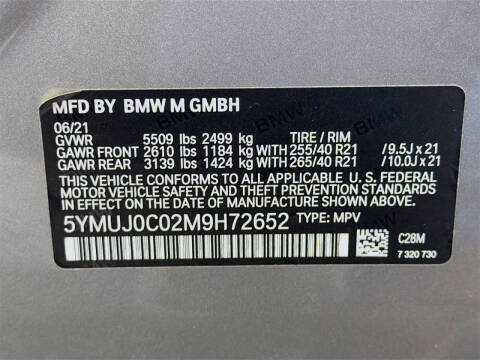 MFD BY BMW M GMBH
06/21
GVWR 5509 lbs 2499 kg TIRE / RIM
GAWR FRONT 2610 lbs 1184 kg WITH 255/40 R21 / 9.5J x 21
GAWR REAR 3139 lbs 1424 kg WITH 265/40 R21 / 10.0J x 21
THIS VEHICLE CONFORMS TO ALL APPLICABLE U. S. FEDERAL
MOTOR VEHICLE SAFETY AND THEFT PREVENTION STANDARDS
IN EFFECT ON THE DATE OF MANUFACTURE SHOWN ABOVE.
5YMUJ0C02M9H72652 TYPE: MPV
C28M
7 320 730